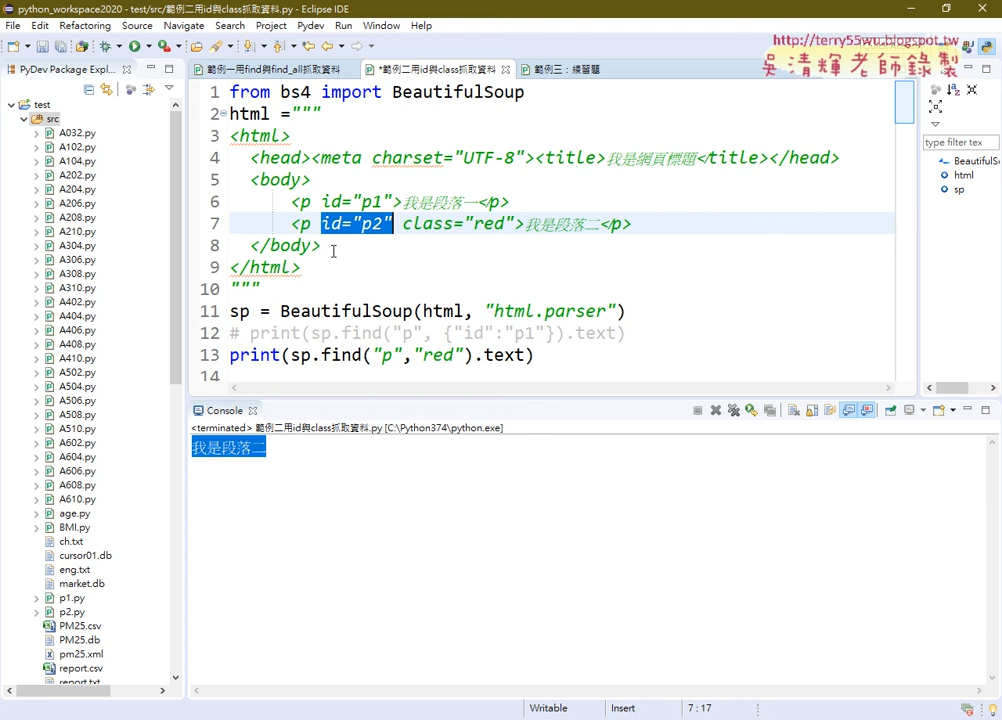 python_workspace2020 - test/src/範例二用id與class抓取資料.py - Eclipse IDE
File Edit Refactoring Source Navigate Search Project Pydev Run Window Help
http://terry55wu.blogspot.tw
吳清輝老師錄製
PyDev Package Expl...
範例一用find與find_all抓取資料
*範例二用id與class抓取資料
範例三：練習題
test
src
A032.py
A102.py
A104.py
A202.py
A204.py
A206.py
A208.py
A210.py
A304.py
A306.py
A308.py
A310.py
A402.py
A404.py
A406.py
A408.py
A410.py
A502.py
A504.py
A506.py
A508.py
A510.py
A602.py
A604.py
A606.py
A608.py
A610.py
age.py
BMI.py
ch.txt
cursor01.db
eng.txt
market.db
p1.py
p2.py
PM25.csv
PM25.db
pm25.xml
report.csv
report.txt
1 from bs4 import BeautifulSoup
2 html ="""
3 <html>
4 <head><meta charset="UTF-8"><title>我是網頁標題</title></head>
5 <body>
6 <p id="p1">我是段落一</p>
7 <p id="p2" class="red">我是段落二</p>
8 </body>
9 </html>
10 """
11 sp = BeautifulSoup(html, "html.parser")
12 # print(sp.find("p", {"id":"p1"}).text)
13 print(sp.find("p","red").text)
14
type filter tex
BeautifulS
html
sp
Console
<terminated> 範例二用id與class抓取資料.py [C:\Python374\python.exe]
我是段落二
Writable Insert 7 : 17